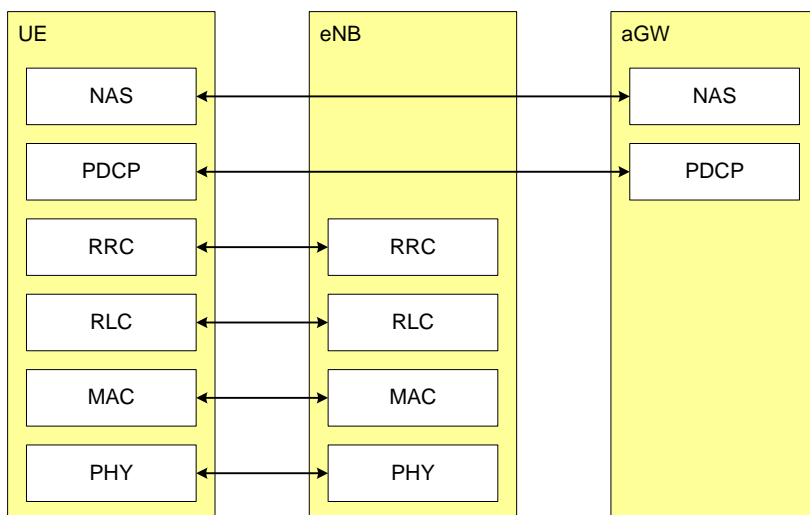 UE
eNB
aGW
NAS
NAS
PDCP
PDCP
RRC
RRC
RLC
RLC
MAC
MAC
PHY
PHY